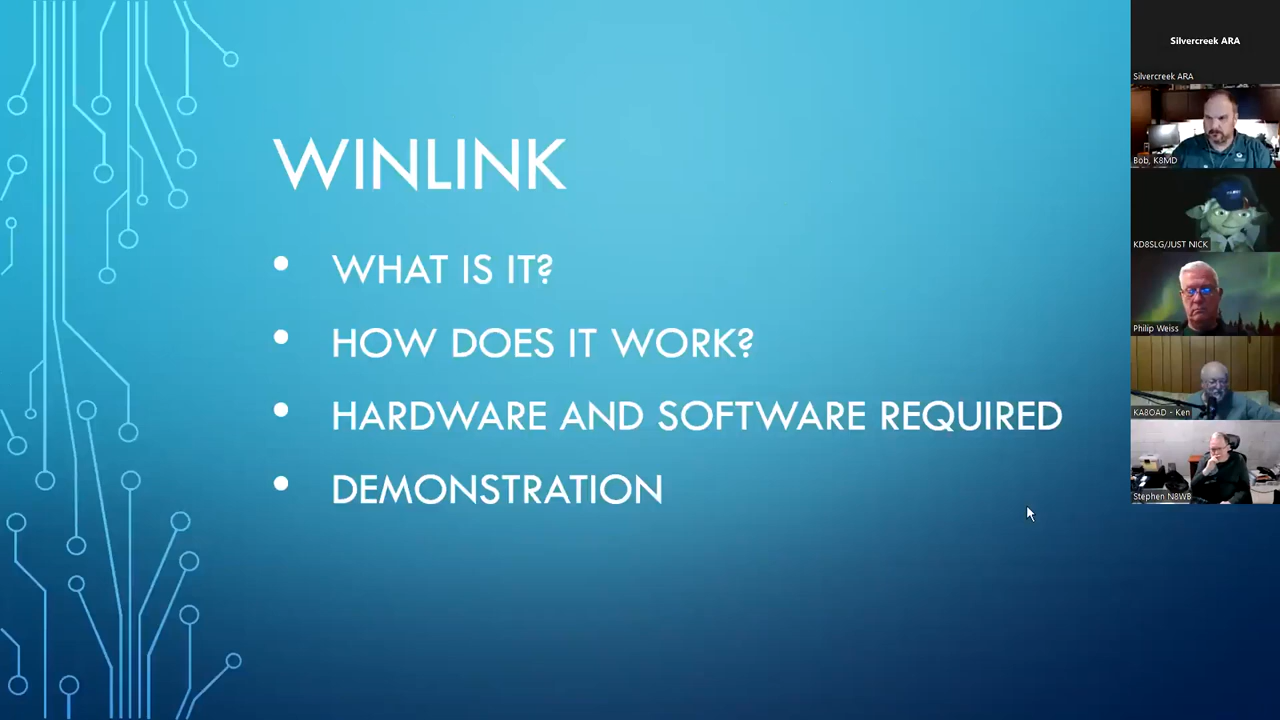 WINLINK
• WHAT IS IT?
• HOW DOES IT WORK?
• HARDWARE AND SOFTWARE REQUIRED
• DEMONSTRATION
Silvercreek ARA
Silvercreek ARA
Bob, K8MD
KD8SLG/JUST NICK
Philip Weiss
KA8OAD - Ken
Stephen N8WB